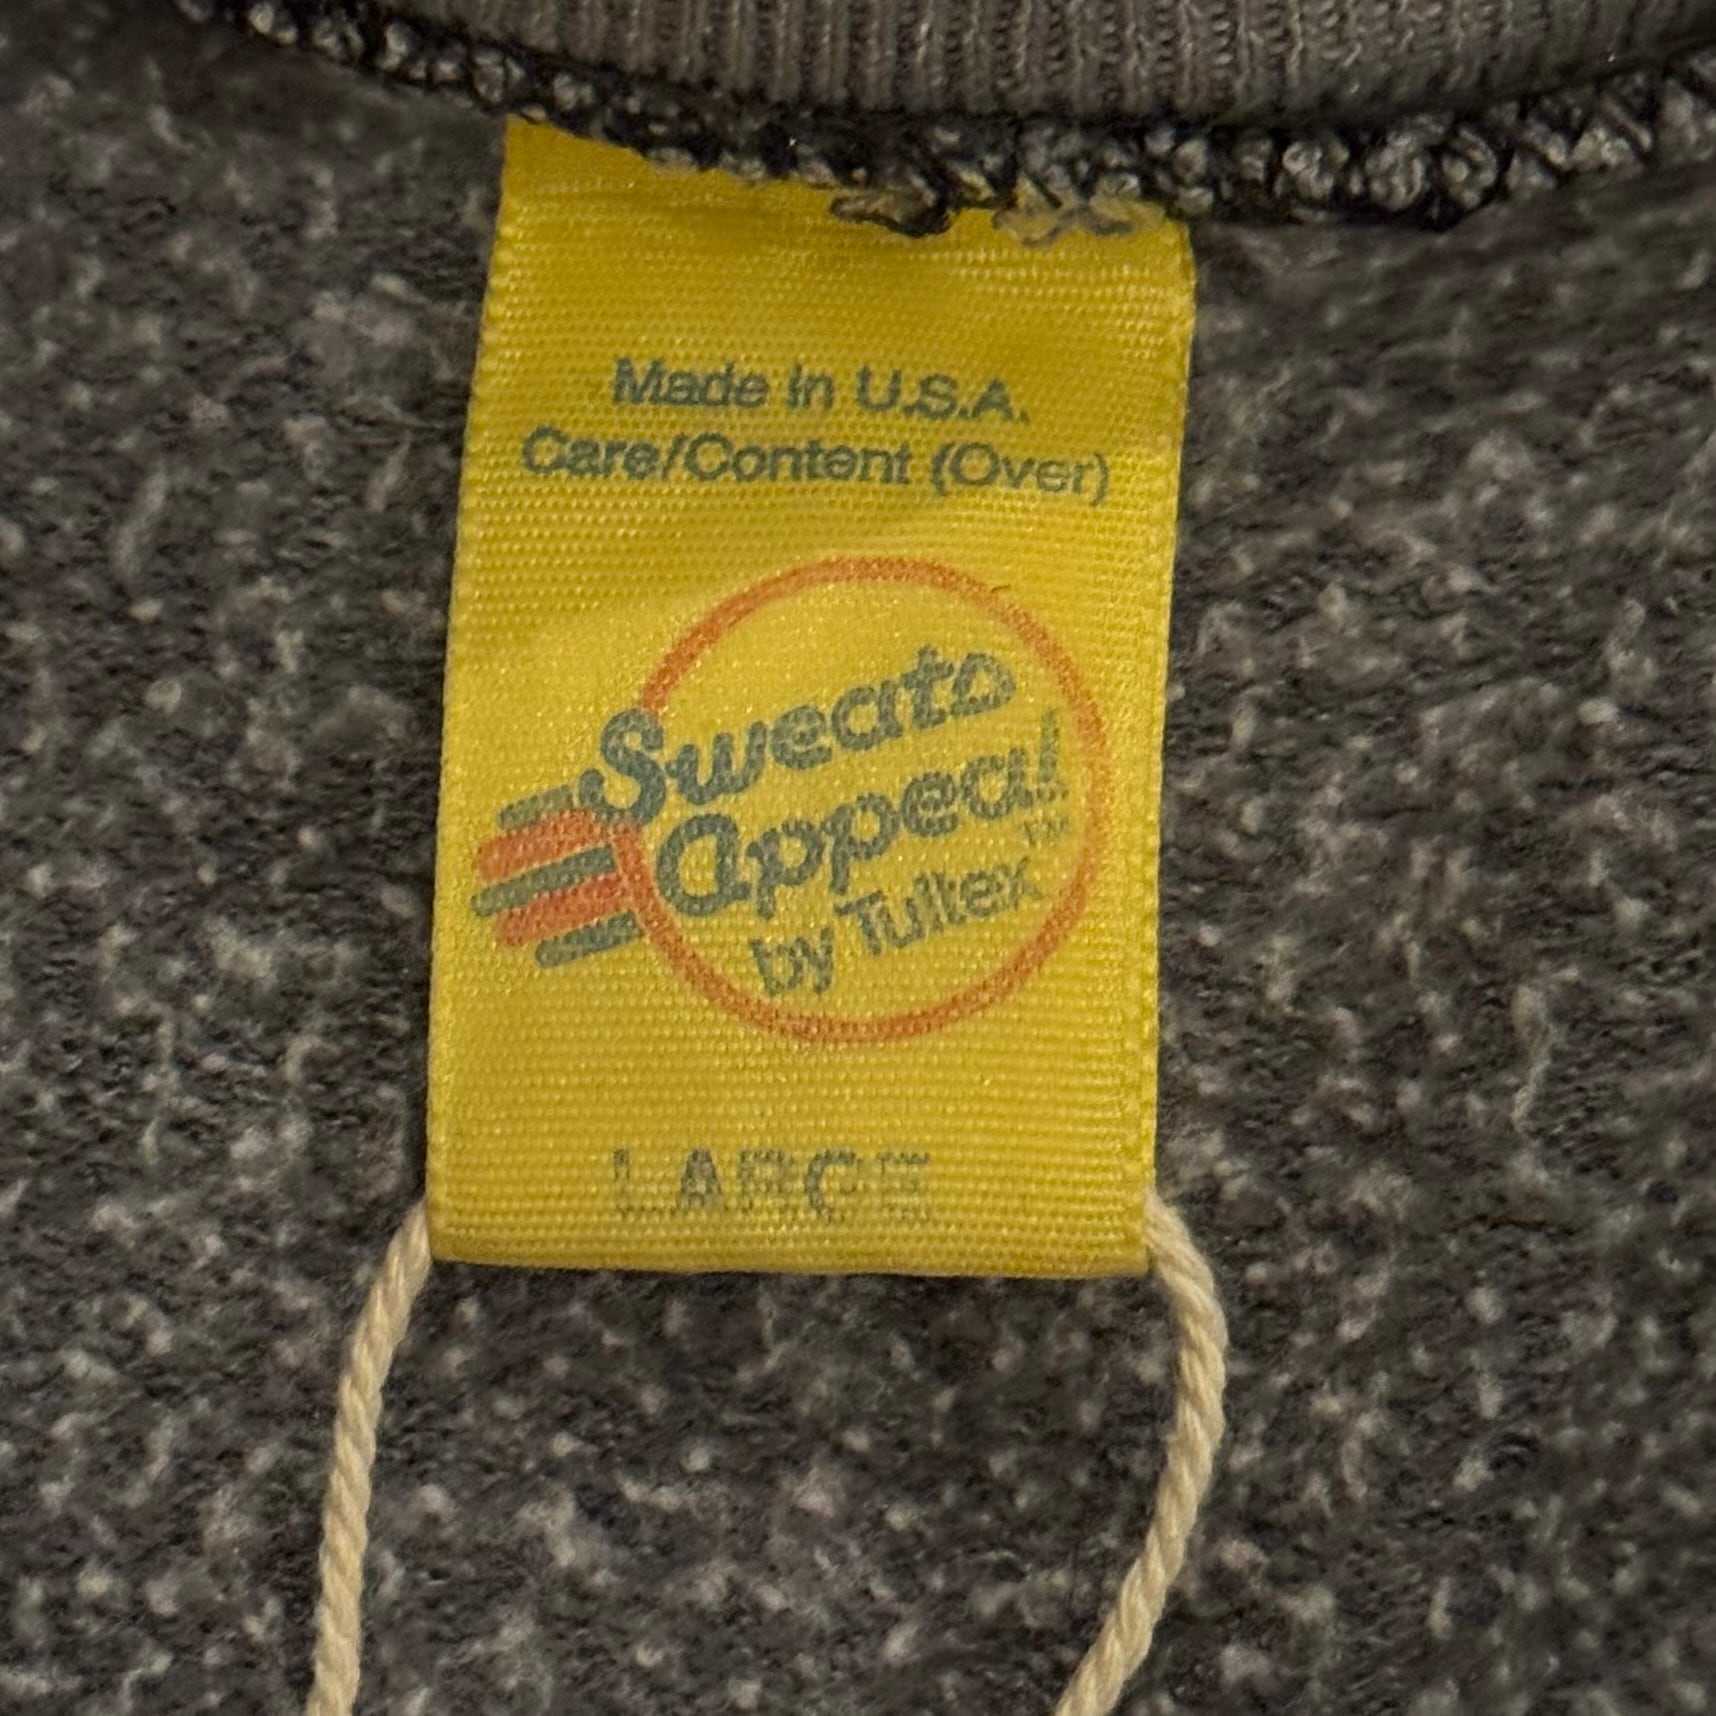 Made In U.S.A.
Care/Content (Over)
Sweats
Appeal
TM
by Tultex
LARGE